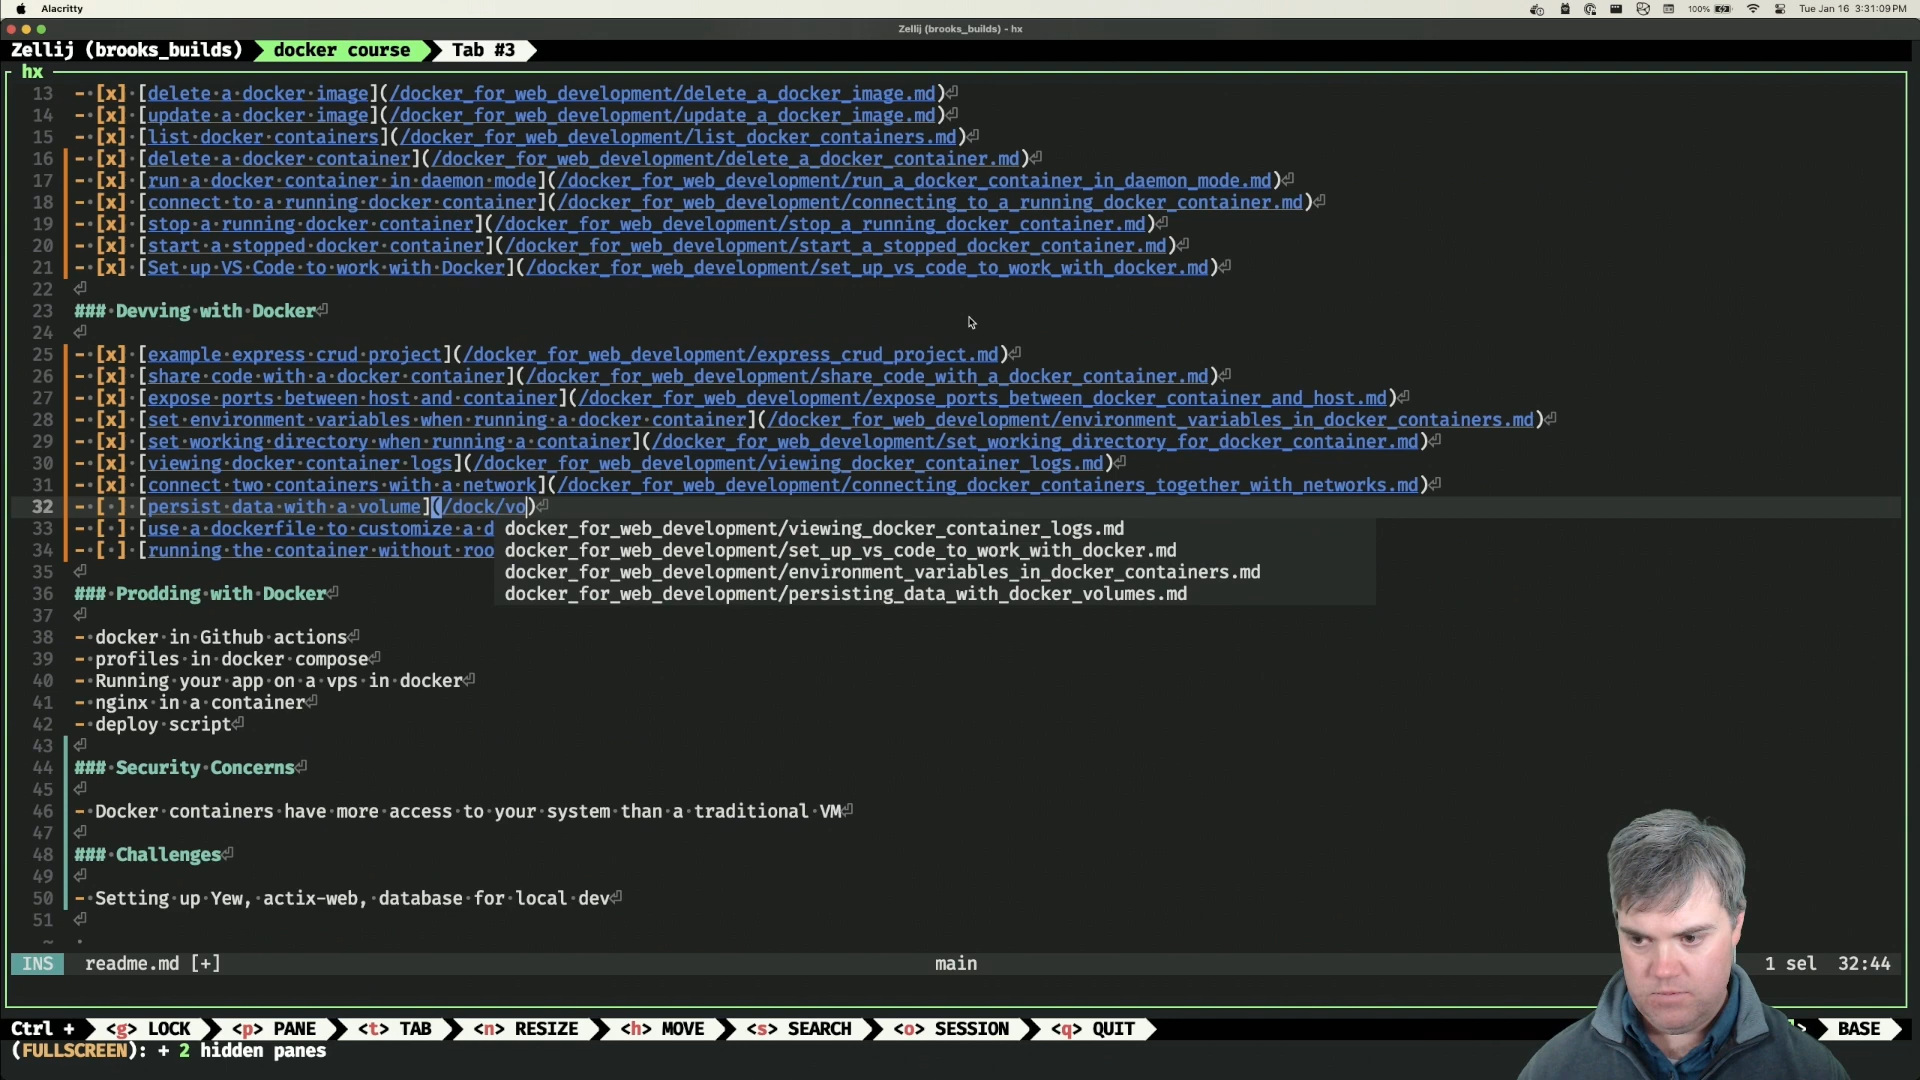 Alacritty
100% Tue Jan 16 3:31:09 PM
Zellij (brooks_builds) - hx
Zellij (brooks_builds) docker course Tab #3
hx
13 - [x] [delete a docker image](/docker_for_web_development/delete_a_docker_image.md)
14 - [x] [update a docker image](/docker_for_web_development/update_a_docker_image.md)
15 - [x] [list docker containers](/docker_for_web_development/list_docker_containers.md)
16 - [x] [delete a docker container](/docker_for_web_development/delete_a_docker_container.md)
17 - [x] [run a docker container in daemon mode](/docker_for_web_development/run_a_docker_container_in_daemon_mode.md)
18 - [x] [connect to a running docker container](/docker_for_web_development/connecting_to_a_running_docker_container.md)
19 - [x] [stop a running docker container](/docker_for_web_development/stop_a_running_docker_container.md)
20 - [x] [start a stopped docker container](/docker_for_web_development/start_a_stopped_docker_container.md)
21 - [x] [Set up VS Code to work with Docker](/docker_for_web_development/set_up_vs_code_to_work_with_docker.md)
22
23 ### Devving with Docker
24
25 - [x] [example express crud project](/docker_for_web_development/express_crud_project.md)
26 - [x] [share code with a docker container](/docker_for_web_development/share_code_with_a_docker_container.md)
27 - [x] [expose ports between host and container](/docker_for_web_development/expose_ports_between_docker_container_and_host.md)
28 - [x] [set environment variables when running a docker container](/docker_for_web_development/environment_variables_in_docker_containers.md)
29 - [x] [set working directory when running a container](/docker_for_web_development/set_working_directory_for_docker_container.md)
30 - [x] [viewing docker container logs](/docker_for_web_development/viewing_docker_container_logs.md)
31 - [x] [connect two containers with a network](/docker_for_web_development/connecting_docker_containers_together_with_networks.md)
32 - [ ] [persist data with a volume](/dock/vo)
33 - [ ] [use a dockerfile to customize a d docker_for_web_development/viewing_docker_container_logs.md
34 - [ ] [running the container without roo docker_for_web_development/set_up_vs_code_to_work_with_docker.md
35 docker_for_web_development/environment_variables_in_docker_containers.md
36 ### Prodding with Docker docker_for_web_development/persisting_data_with_docker_volumes.md
37
38 - docker in Github actions
39 - profiles in docker compose
40 - Running your app on a vps in docker
41 - nginx in a container
42 - deploy script
43
44 ### Security Concerns
45
46 - Docker containers have more access to your system than a traditional VM
47
48 ### Challenges
49
50 - Setting up Yew, actix-web, database for local dev
51
~
INS readme.md [+] main 1 sel 32:44
Ctrl + <g> LOCK <p> PANE <t> TAB <n> RESIZE <h> MOVE <s> SEARCH <o> SESSION <q> QUIT > BASE
(FULLSCREEN): + 2 hidden panes